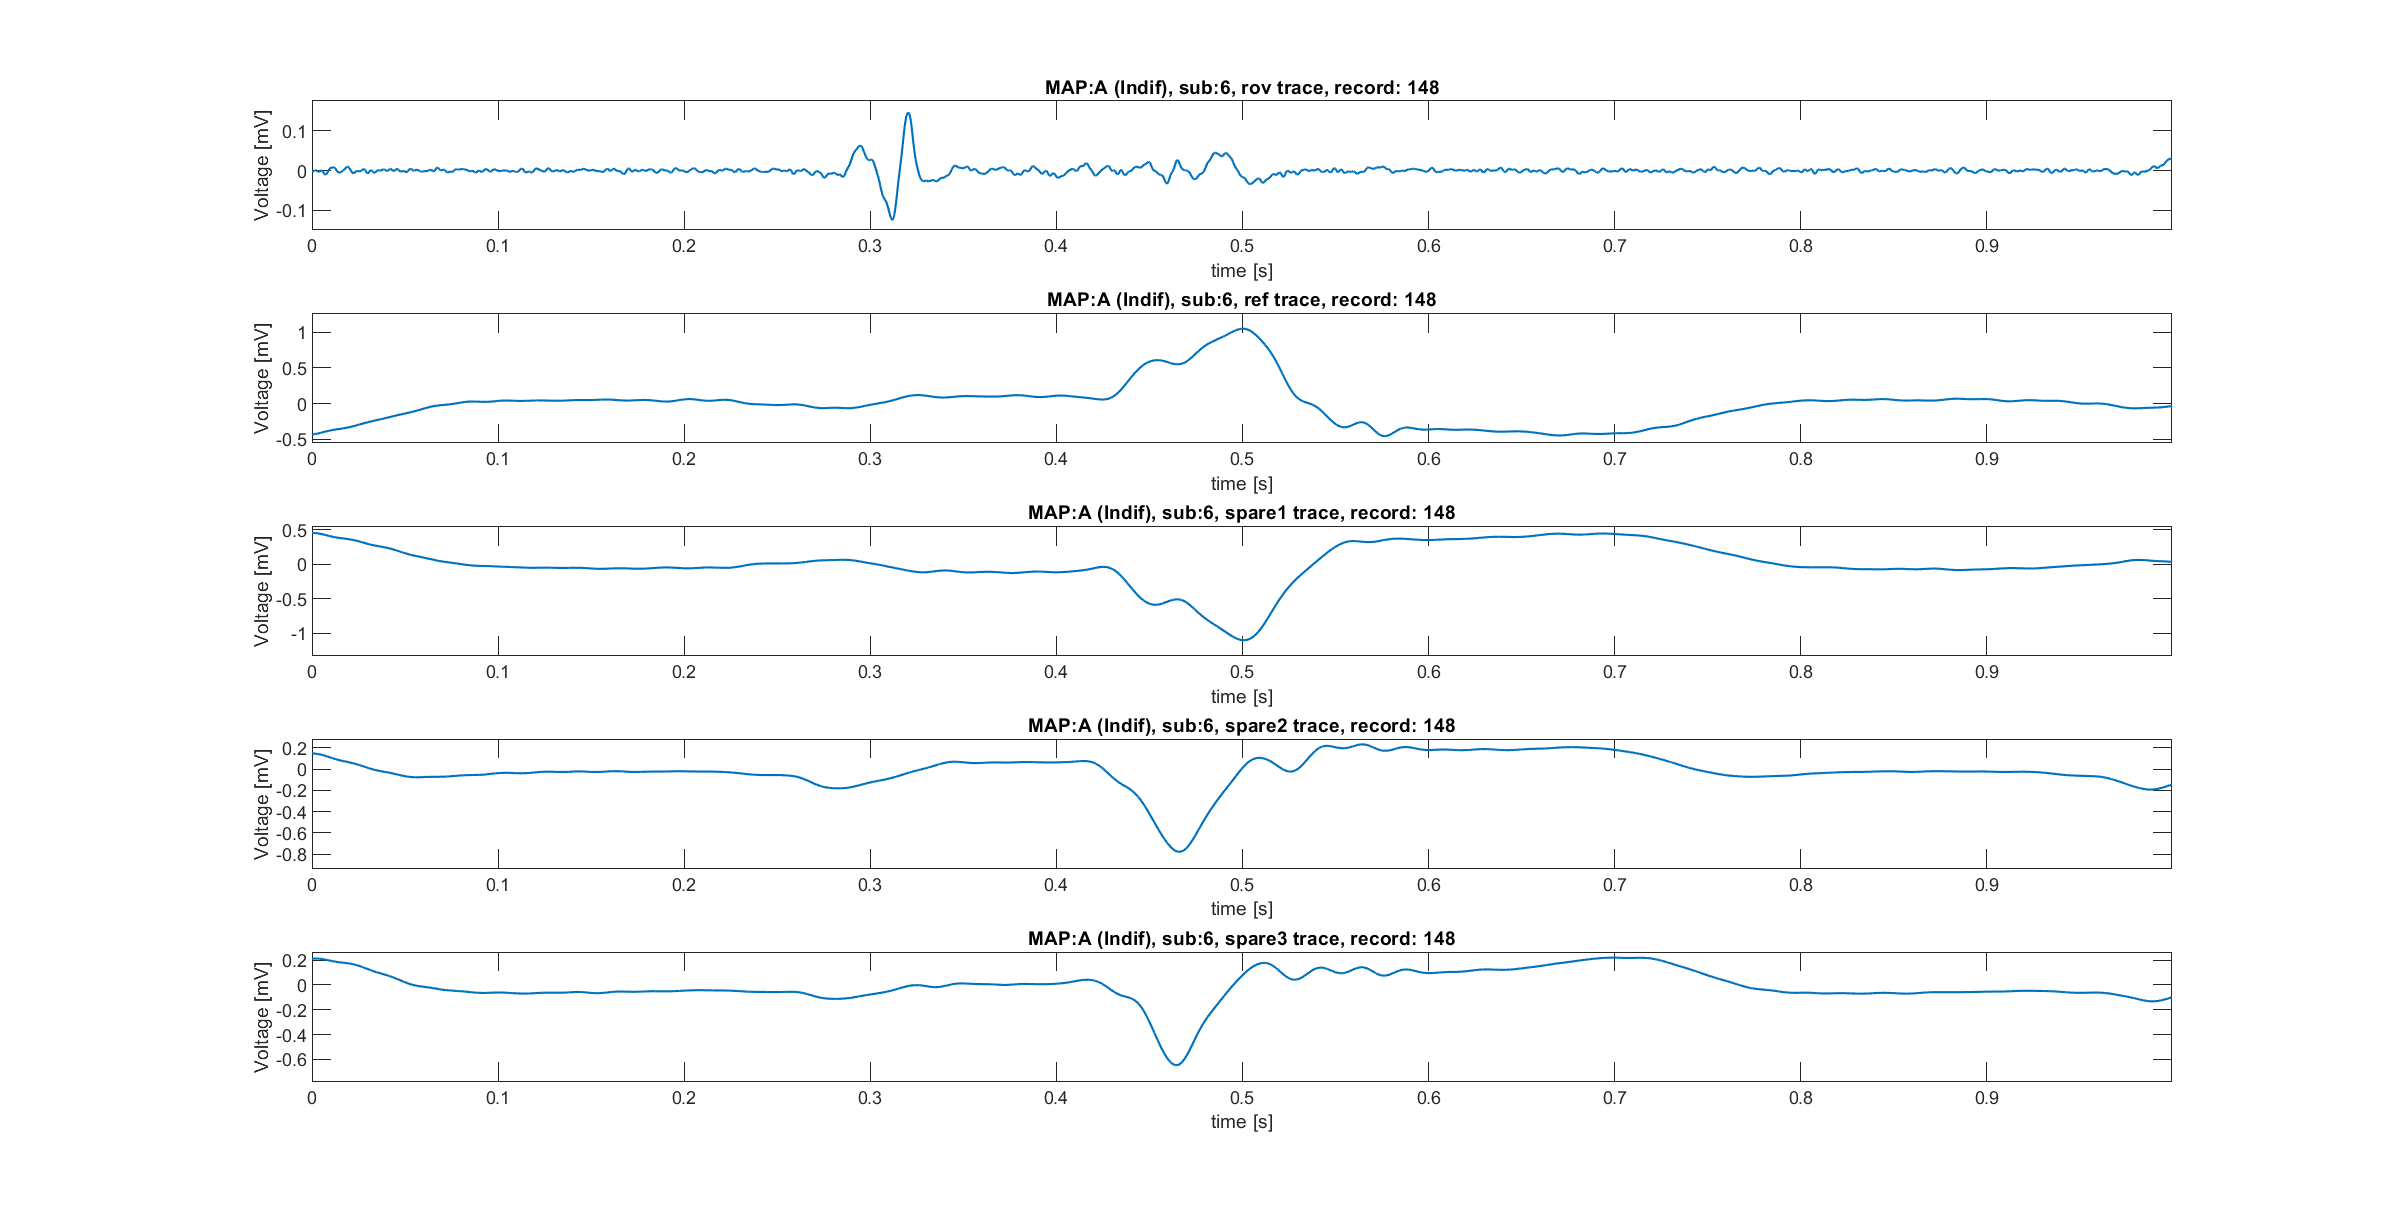 MAP:A (Indif), sub:6, rov trace, record: 148
Voltage [mV]
0.1
0
-0.1
0 0.1 0.2 0.3 0.4 0.5 0.6 0.7 0.8 0.9
time [s]
MAP:A (Indif), sub:6, ref trace, record: 148
Voltage [mV]
1
0.5
0
-0.5
0 0.1 0.2 0.3 0.4 0.5 0.6 0.7 0.8 0.9
time [s]
MAP:A (Indif), sub:6, spare1 trace, record: 148
Voltage [mV]
0.5
0
-0.5
-1
0 0.1 0.2 0.3 0.4 0.5 0.6 0.7 0.8 0.9
time [s]
MAP:A (Indif), sub:6, spare2 trace, record: 148
Voltage [mV]
0.2
0
-0.2
-0.4
-0.6
-0.8
0 0.1 0.2 0.3 0.4 0.5 0.6 0.7 0.8 0.9
time [s]
MAP:A (Indif), sub:6, spare3 trace, record: 148
Voltage [mV]
0.2
0
-0.2
-0.4
-0.6
0 0.1 0.2 0.3 0.4 0.5 0.6 0.7 0.8 0.9
time [s]